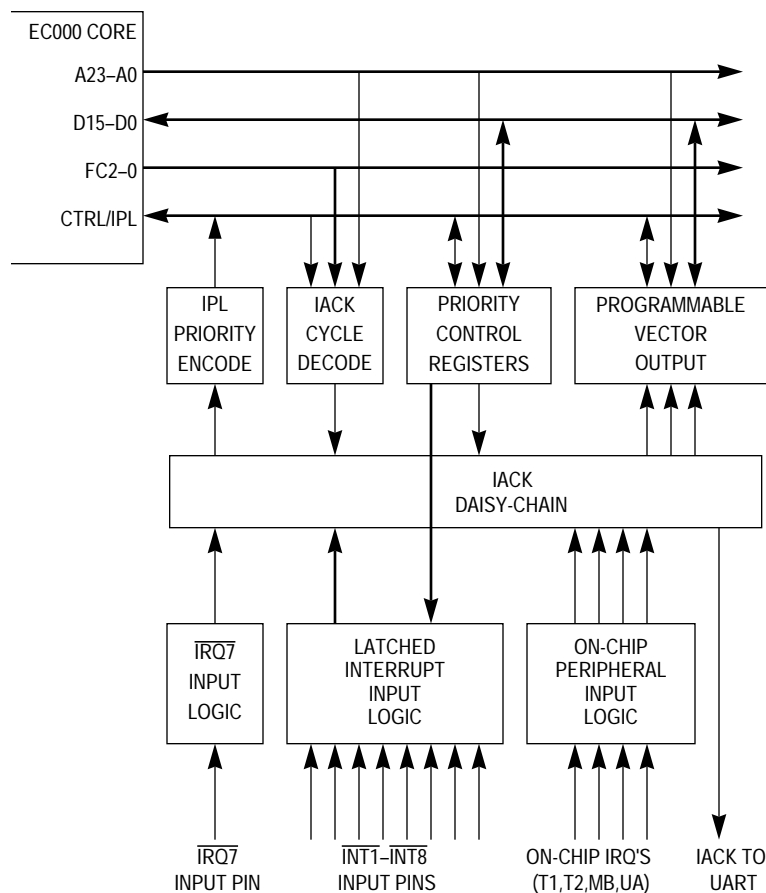 EC000 CORE
A23–A0
D15–D0
FC2–0
CTRL/IPL
IPL
PRIORITY
ENCODE
IACK
CYCLE
DECODE
PRIORITY
CONTROL
REGISTERS
PROGRAMMABLE
VECTOR
OUTPUT
IACK
DAISY-CHAIN
IRQ7
INPUT
LOGIC
LATCHED
INTERRUPT
INPUT
LOGIC
ON-CHIP
PERIPHERAL
INPUT
LOGIC
IRQ7
INPUT PIN
INT1–INT8
INPUT PINS
ON-CHIP IRQ'S
(T1,T2,MB,UA)
IACK TO
UART